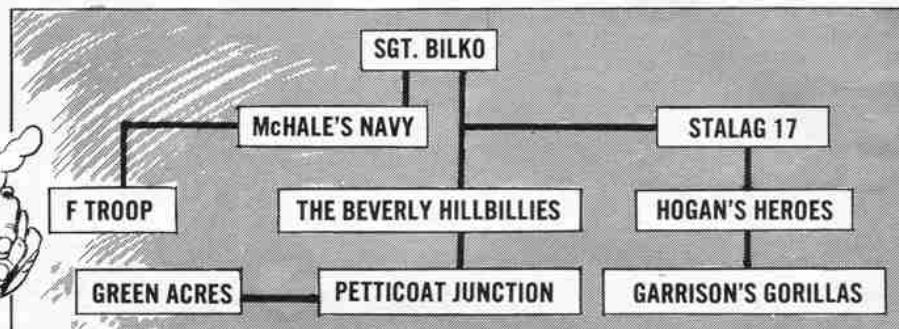 SGT. BILKO
McHALE'S NAVY
STALAG 17
F TROOP
THE BEVERLY HILLBILLIES
HOGAN'S HEROES
GREEN ACRES
PETTICOAT JUNCTION
GARRISON'S GORILLAS